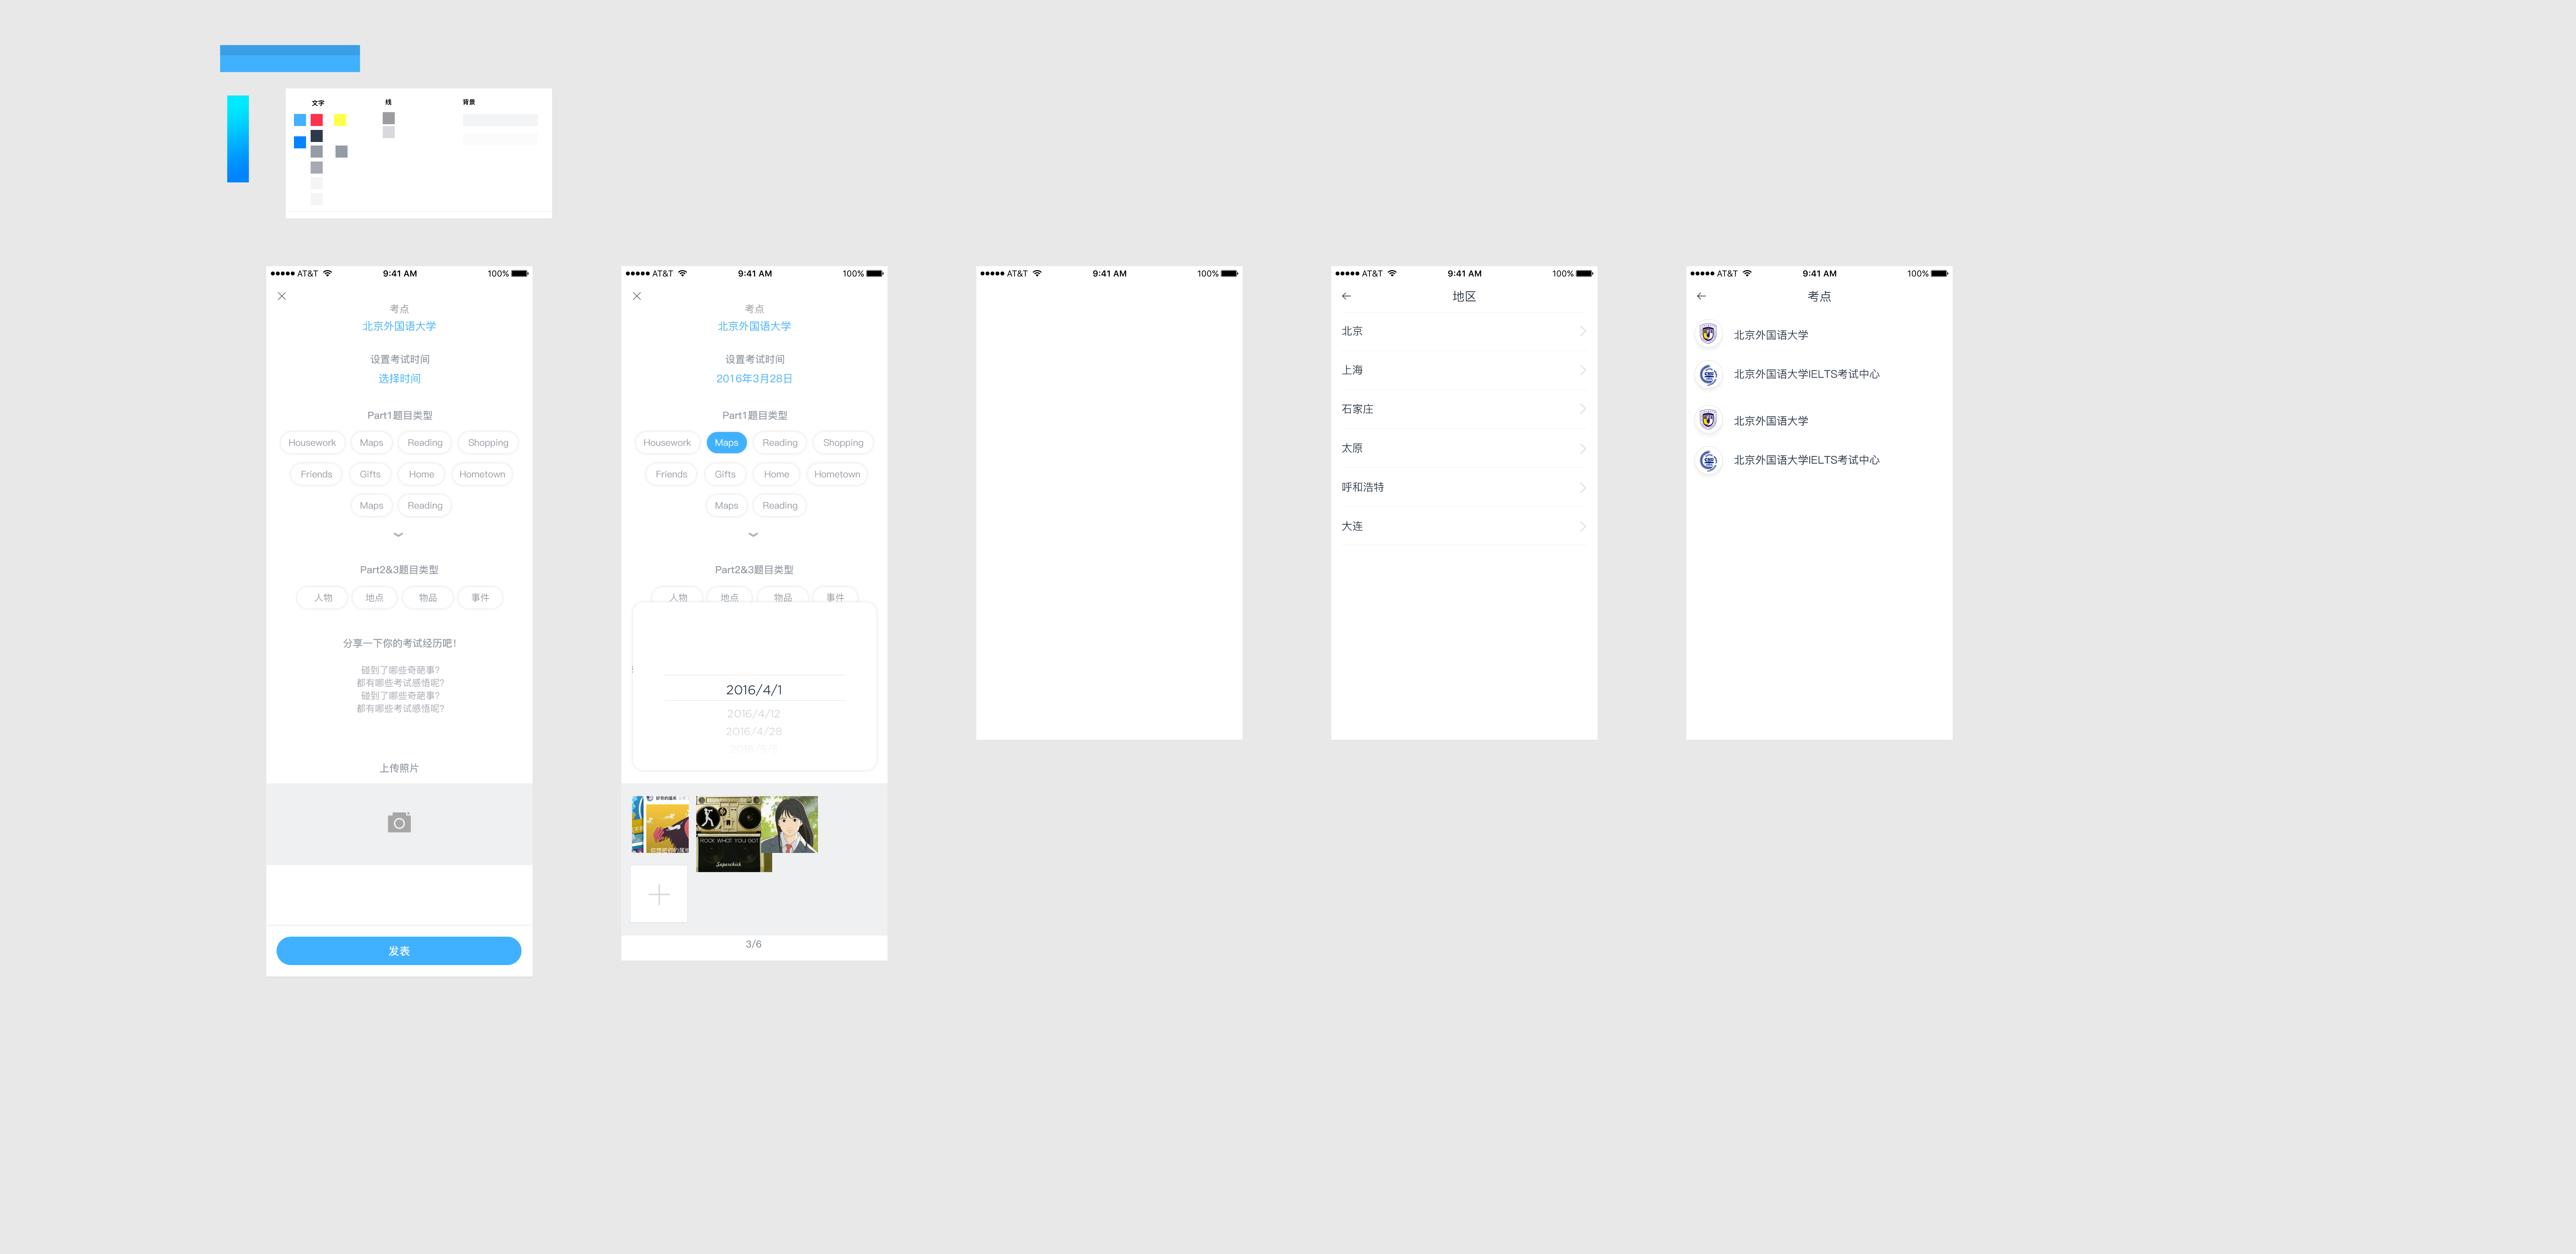 文字
线
背景
AT&T 9:41 AM 100%
考点
北京外国语大学
设置考试时间
选择时间
Part1题目类型
Housework Maps Reading Shopping
Friends Gifts Home Hometown
Maps Reading
Part2&3题目类型
人物 地点 物品 事件
分享一下你的考试经历吧!
碰到了哪些奇葩事?
都有哪些考试感悟呢?
碰到了哪些奇葩事?
都有哪些考试感悟呢?
上传照片
发表
AT&T 9:41 AM 100%
考点
北京外国语大学
设置考试时间
2016年3月28日
Part1题目类型
Housework Maps Reading Shopping
Friends Gifts Home Hometown
Maps Reading
Part2&3题目类型
人物 地点 物品 事件
2016/4/1
2016/4/12
2016/4/28
ROCK WHAT YOU GOT
Superchick
3/6
AT&T 9:41 AM 100%
AT&T 9:41 AM 100%
地区
北京
上海
石家庄
太原
呼和浩特
大连
AT&T 9:41 AM 100%
考点
北京外国语大学
北京外国语大学IELTS考试中心
北京外国语大学
北京外国语大学IELTS考试中心